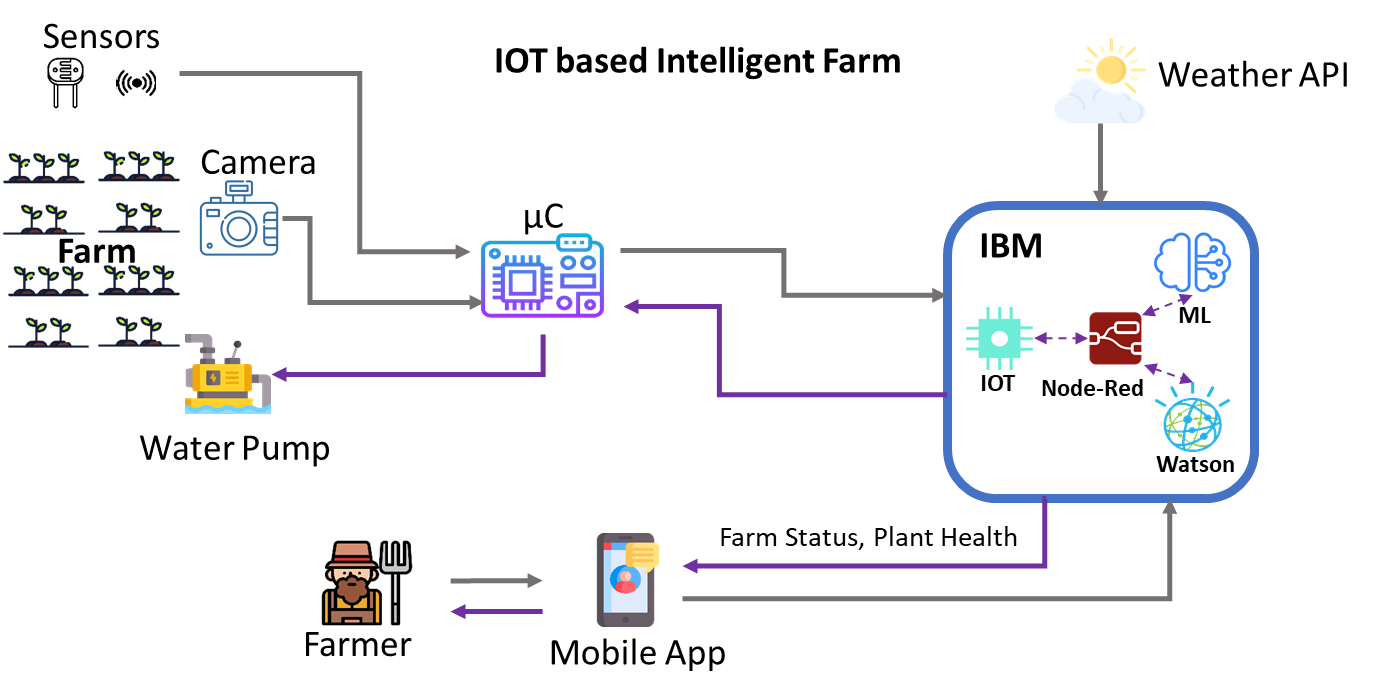 Sensors
IOT based Intelligent Farm
Weather API
Camera
Farm
µC
IBM
ML
IOT
Node-Red
Watson
Water Pump
Farm Status, Plant Health
Farmer
Mobile App